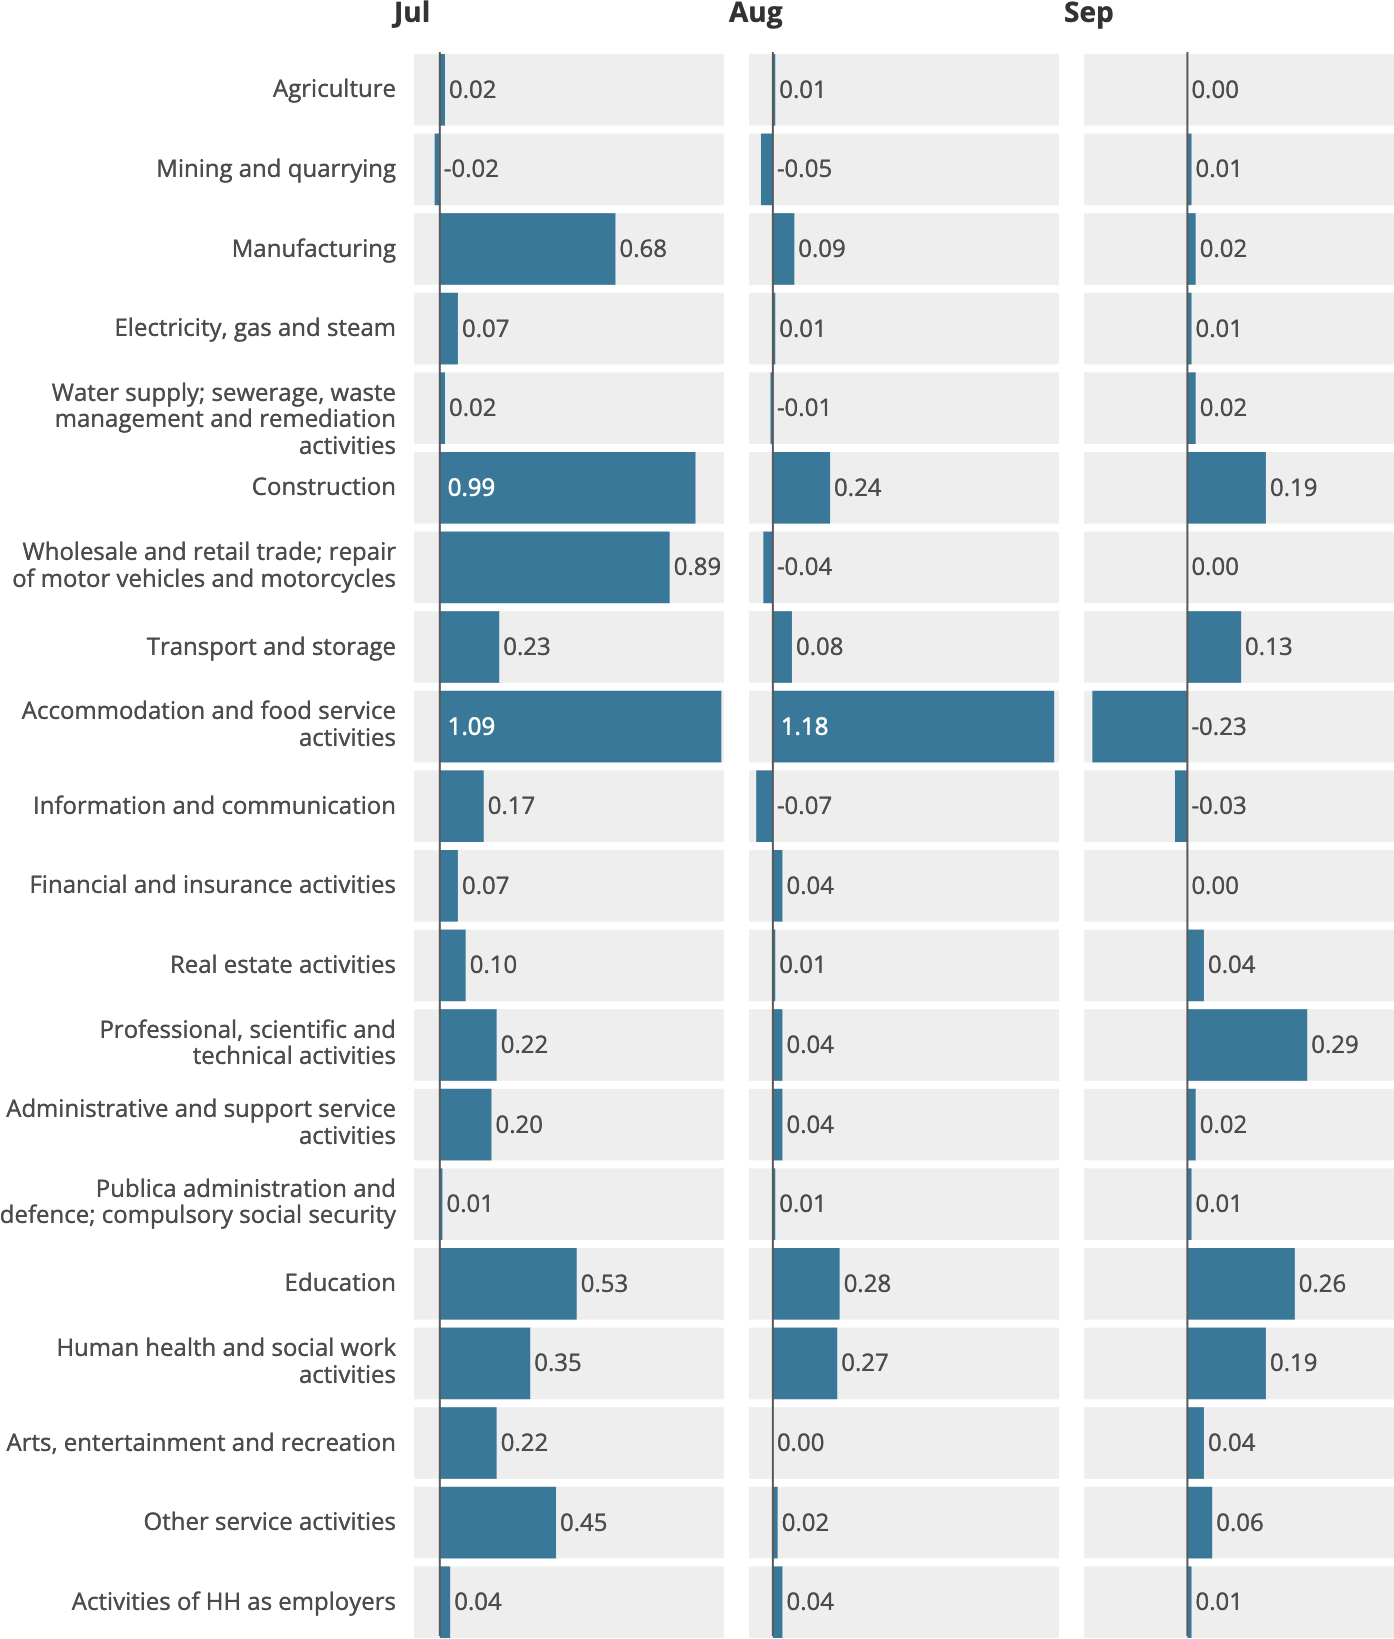 Jul Aug Sep
Agriculture 0.02 0.01 0.00
Mining and quarrying -0.02 -0.05 0.01
Manufacturing 0.68 0.09 0.02
Electricity, gas and steam 0.07 0.01 0.01
Water supply; sewerage, waste
management and remediation
activities
0.02 -0.01 0.02
Construction 0.99 0.24 0.19
Wholesale and retail trade; repair
of motor vehicles and motorcycles
0.89 -0.04 0.00
Transport and storage 0.23 0.08 0.13
Accommodation and food service
activities
1.09 1.18 -0.23
Information and communication 0.17 -0.07 -0.03
Financial and insurance activities 0.07 0.04 0.00
Real estate activities 0.10 0.01 0.04
Professional, scientific and
technical activities
0.22 0.04 0.29
Administrative and support service
activities
0.20 0.04 0.02
Publica administration and
defence; compulsory social security
0.01 0.01 0.01
Education 0.53 0.28 0.26
Human health and social work
activities
0.35 0.27 0.19
Arts, entertainment and recreation 0.22 0.00 0.04
Other service activities 0.45 0.02 0.06
Activities of HH as employers 0.04 0.04 0.01